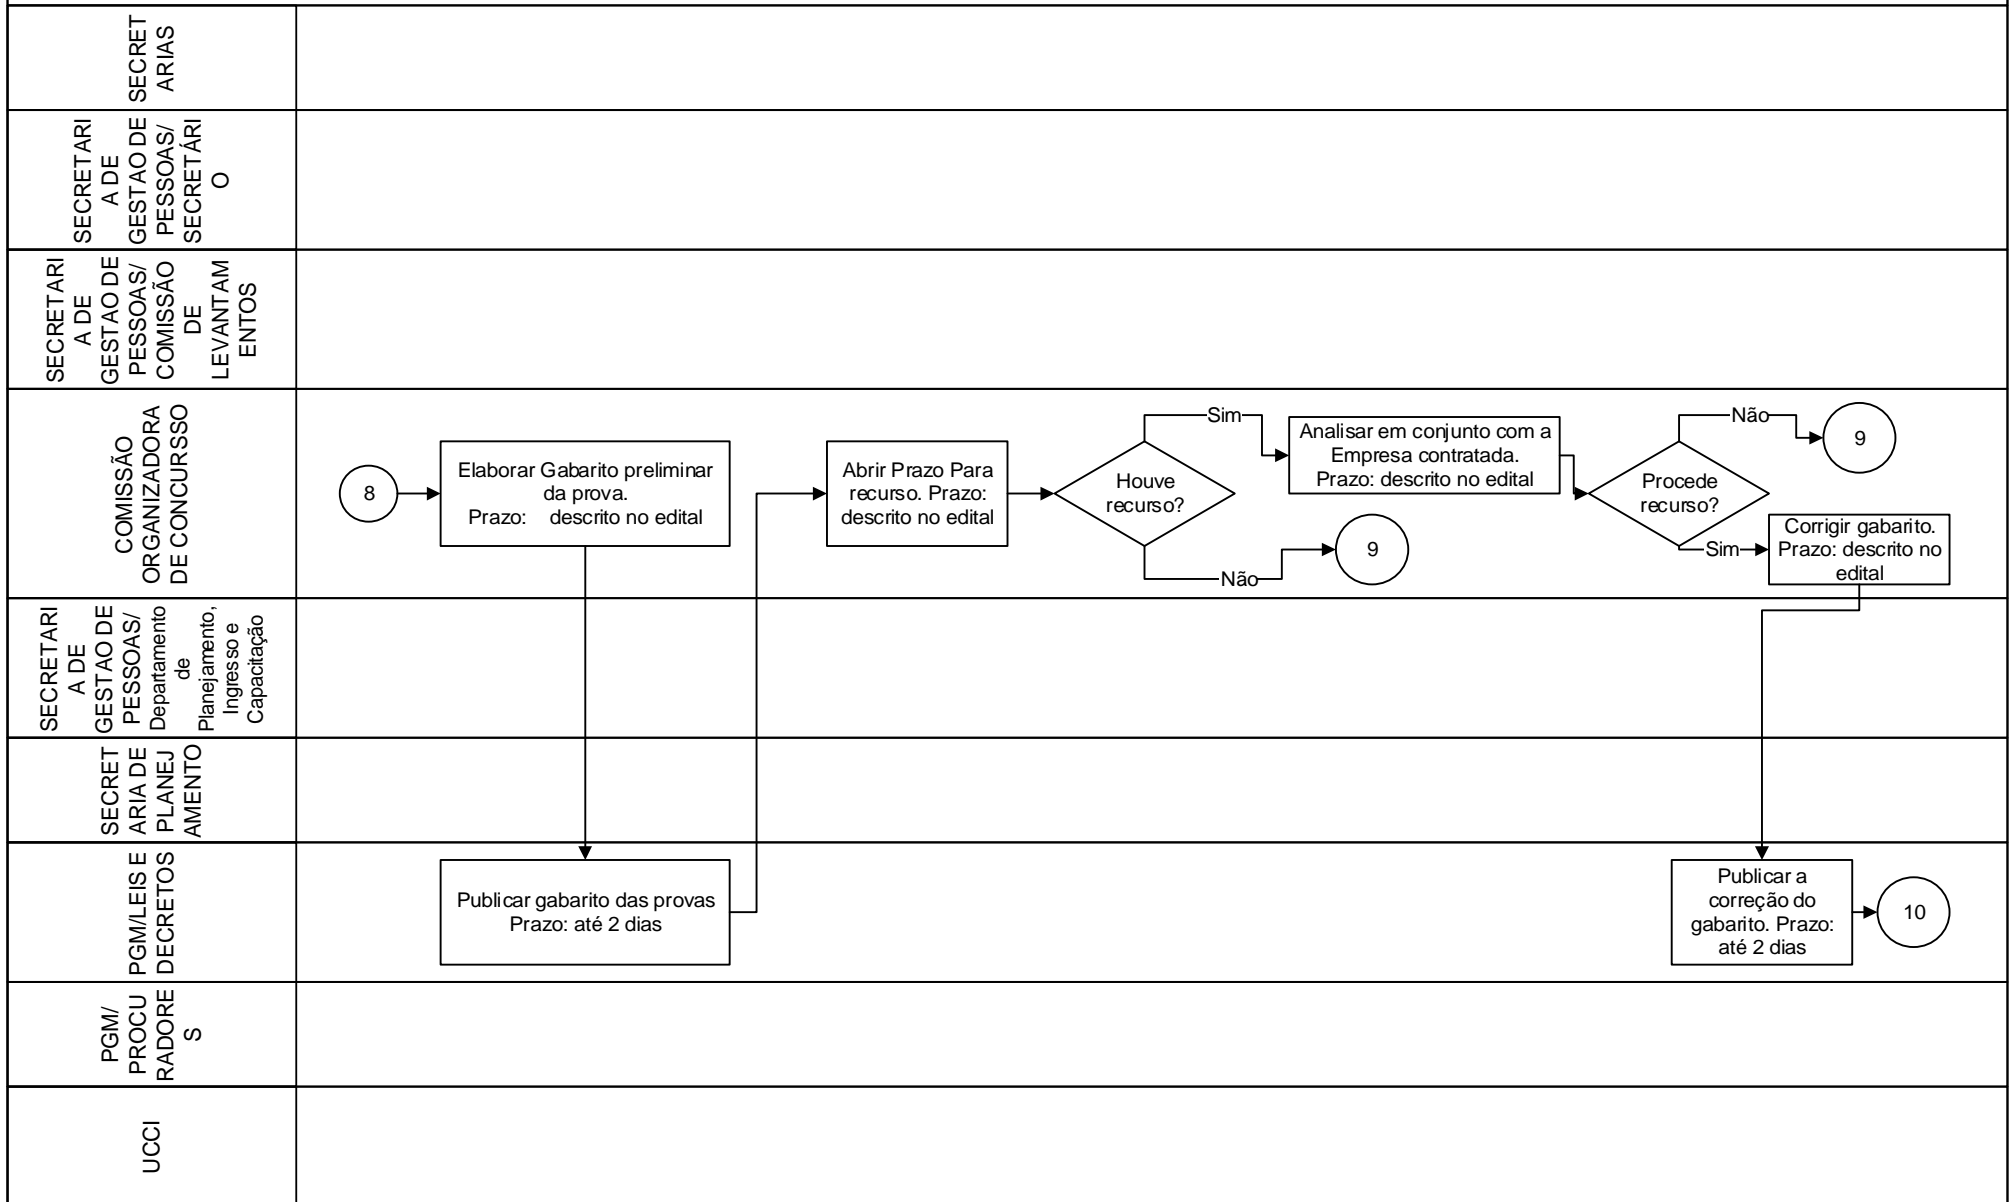 SECRET
ARIAS
SECRETARI
A DE
GESTAO DE
PESSOAS/
SECRETÁRI
O
SECRETARI
A DE
GESTAO DE
PESSOAS/
COMISSÃO
DE
LEVANTAM
ENTOS
COMISSÃO
ORGANIZADORA
DE CONCURSSO
8
Elaborar Gabarito preliminar
da prova.
Prazo: descrito no edital
Abrir Prazo Para
recurso. Prazo:
descrito no edital
Houve
recurso?
Sim
Não
9
Analisar em conjunto com a
Empresa contratada.
Prazo: descrito no edital
Procede
recurso?
Não
9
Sim
Corrigir gabarito.
Prazo: descrito no
edital
SECRETARI
A DE
GESTAO DE
PESSOAS/
Departamento
de
Planejamento,
Ingresso e
Capacitação
SECRET
ARIA DE
PLANEJ
AMENTO
PGM/LEIS E
DECRETOS
Publicar gabarito das provas
Prazo: até 2 dias
Publicar a
correção do
gabarito. Prazo:
até 2 dias
10
PGM/
PROCU
RADORE
S
UCCI